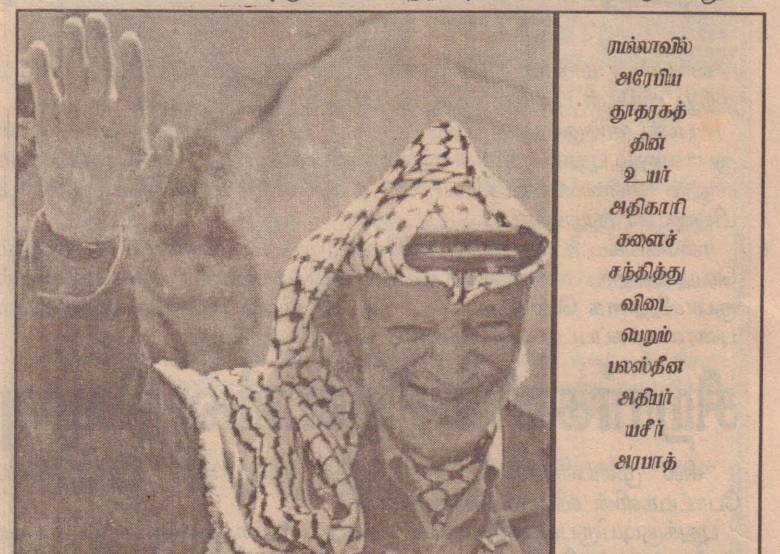 ரமல்லாவில்
அரேபிய
தூதரகத்
தின்
உயர்
அதிகாரி
களைச்
சந்தித்து
விடை
பெறும்
பலஸ்தீன
அதிபர்
யசீர்
அரபாத்